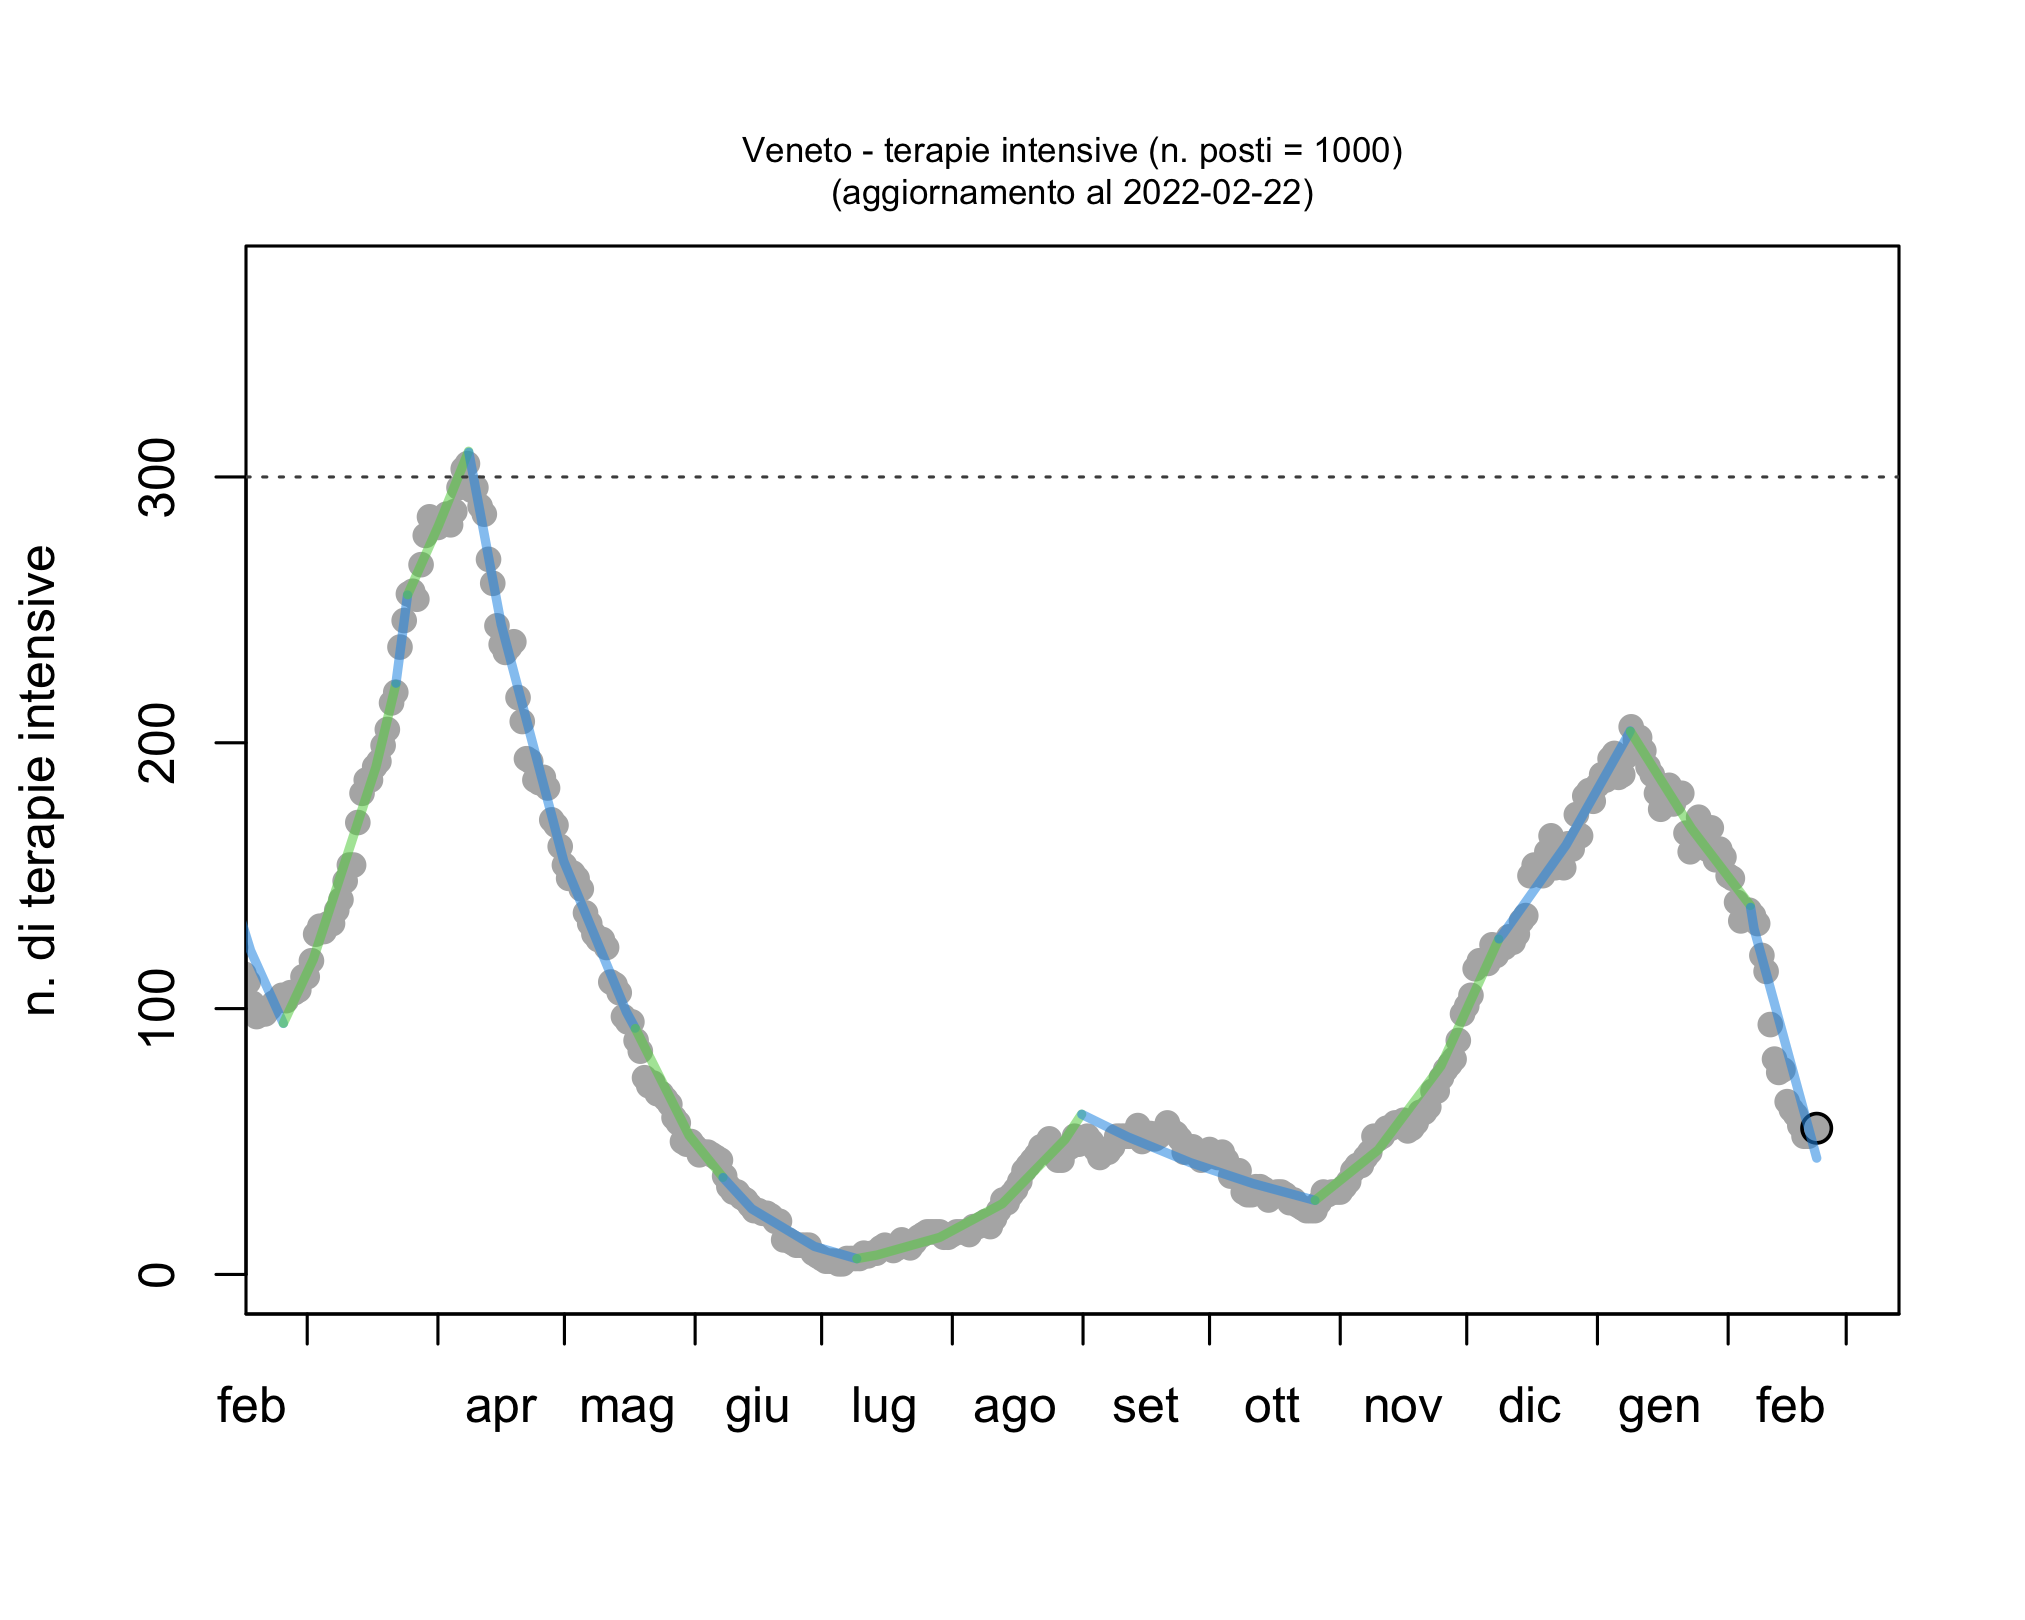 Veneto - terapie intensive (n. posti = 1000)
(aggiornamento al 2022-02-22)
n. di terapie intensive
300
200
100
0
feb apr mag giu lug ago set ott nov dic gen feb